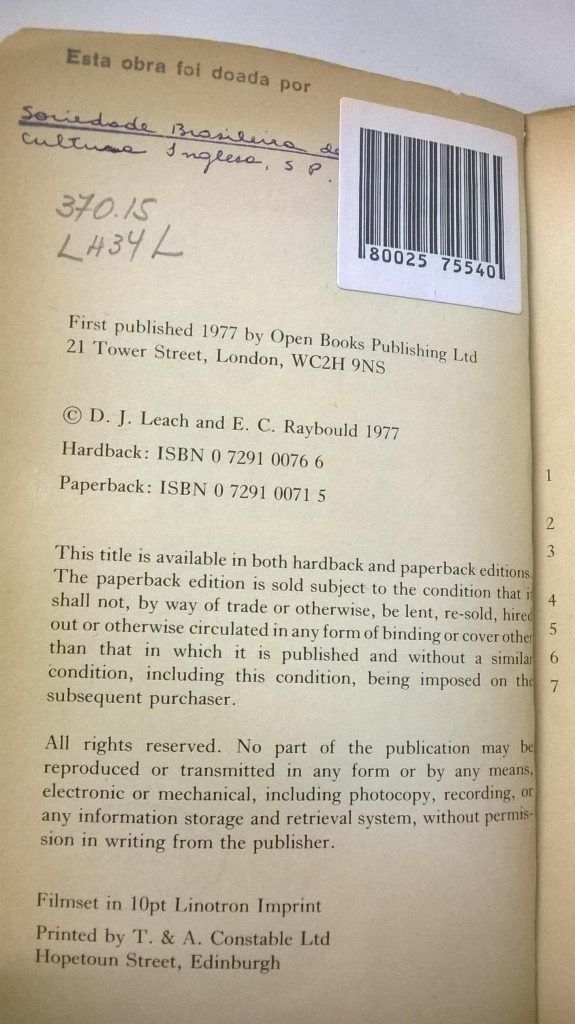 Esta obra foi doada por
Sociedade Brasileira de
Cultura Inglesa, S P.
370.15
L434L
80025 75540
First published 1977 by Open Books Publishing Ltd
21 Tower Street, London, WC2H 9NS
© D. J. Leach and E. C. Raybould 1977
Hardback: ISBN 0 7291 0076 6
Paperback: ISBN 0 7291 0071 5
This title is available in both hardback and paperback editions.
The paperback edition is sold subject to the condition that i
shall not, by way of trade or otherwise, be lent, re-sold, hired
out or otherwise circulated in any form of binding or cover other
than that in which it is published and without a similar
condition, including this condition, being imposed on the
subsequent purchaser.
All rights reserved. No part of the publication may be
reproduced or transmitted in any form or by any means,
electronic or mechanical, including photocopy, recording, or
any information storage and retrieval system, without permis-
sion in writing from the publisher.
Filmset in 10pt Linotron Imprint
Printed by T. & A. Constable Ltd
Hopetoun Street, Edinburgh
1
2
3
4
5
6
7